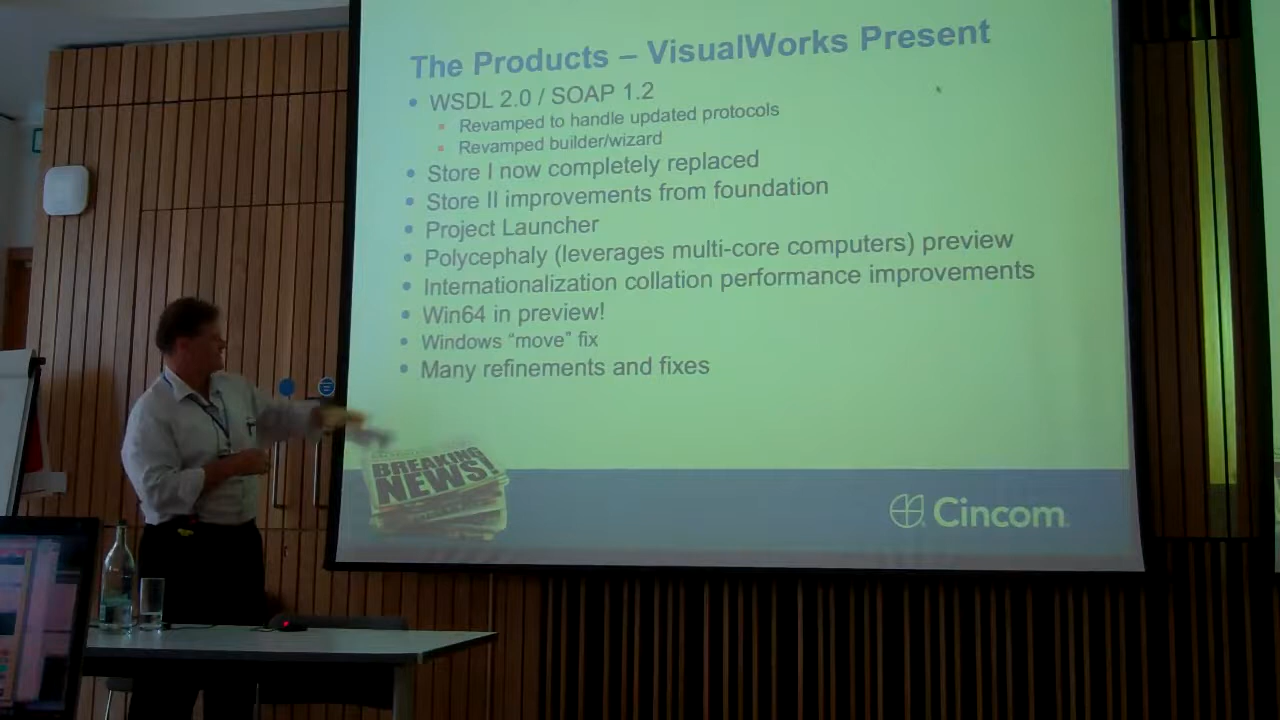 The Products – VisualWorks Present
• WSDL 2.0 / SOAP 1.2
• Revamped to handle updated protocols
• Revamped builder/wizard
• Store I now completely replaced
• Store II improvements from foundation
• Project Launcher
• Polycephaly (leverages multi-core computers) preview
• Internationalization collation performance improvements
• Win64 in preview!
• Windows “move” fix
• Many refinements and fixes
BREAKING
NEWS!
Cincom